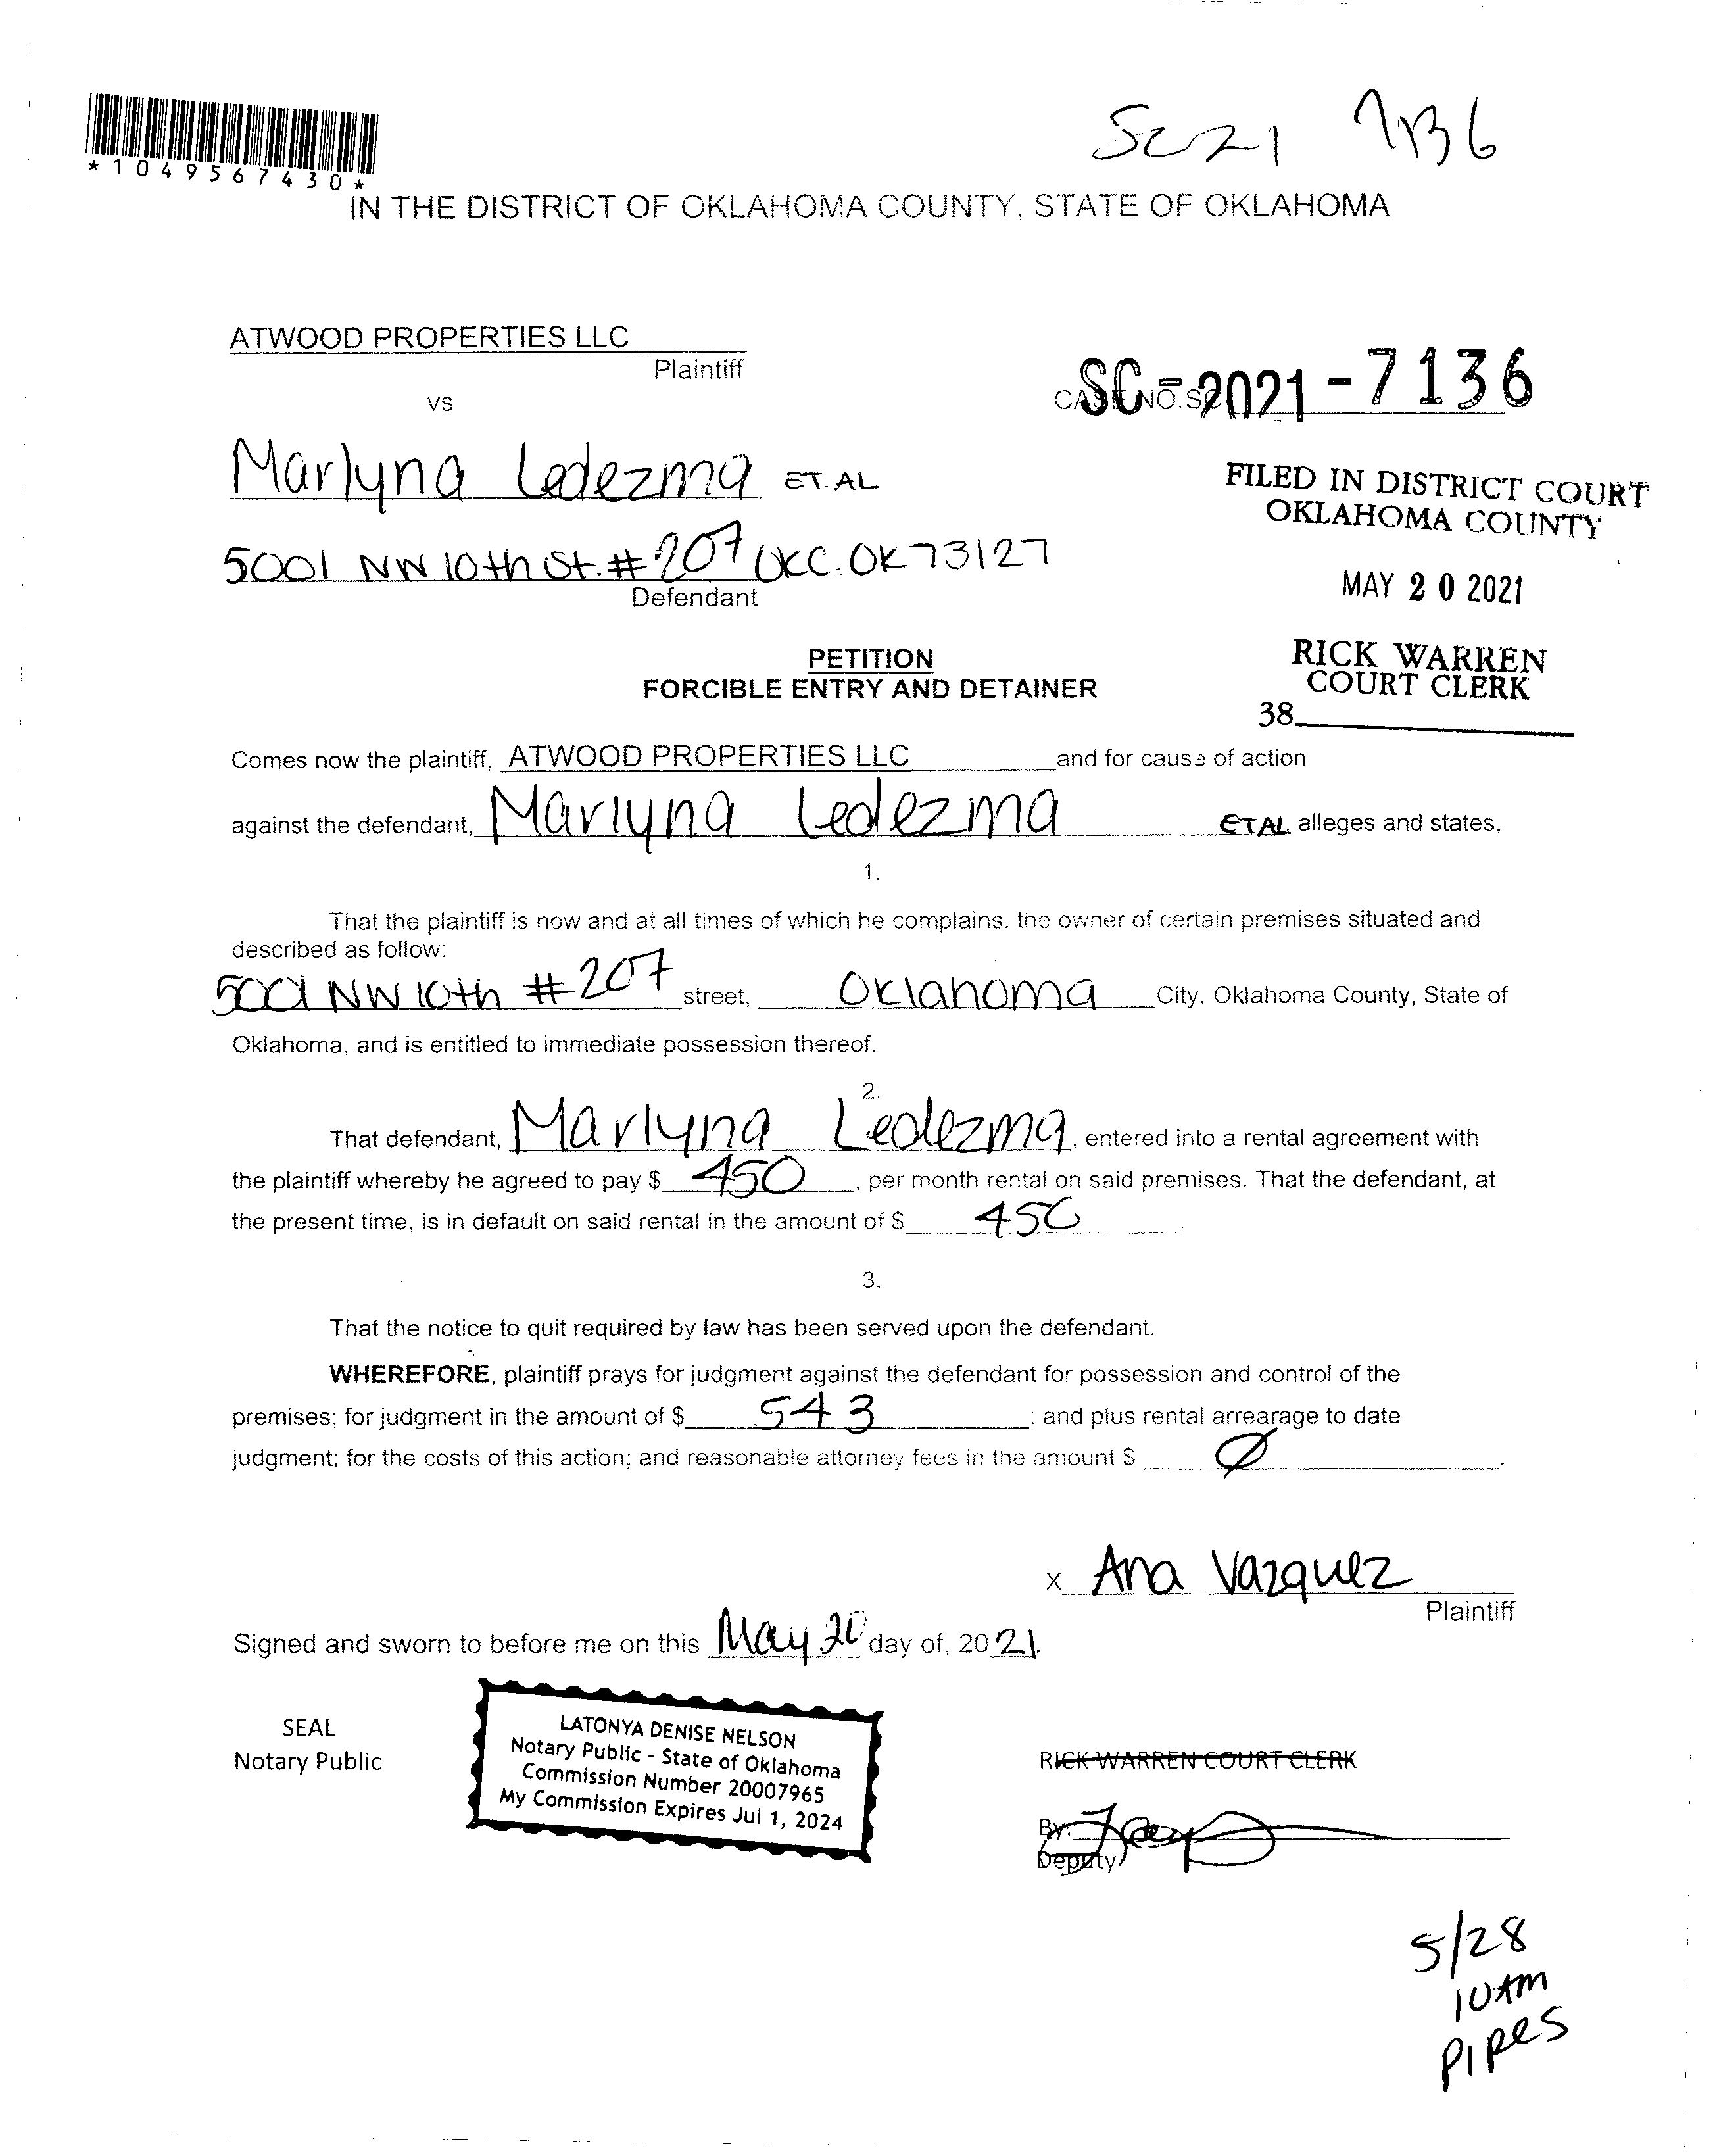 *1049567430*
SC21 7136
IN THE DISTRICT OF OKLAHOMA COUNTY, STATE OF OKLAHOMA
ATWOOD PROPERTIES LLC
Plaintiff
vs
CASE NO. SC
SC-2021-7136
Marlyna Ledezma ET. AL
FILED IN DISTRICT COURT
OKLAHOMA COUNTY
5001 NW 10th St. #207 OKC. OK 73127
Defendant
MAY 20 2021
RICK WARREN
COURT CLERK
38
PETITION
FORCIBLE ENTRY AND DETAINER
Comes now the plaintiff, ATWOOD PROPERTIES LLC and for cause of action
against the defendant, Marlyna Ledezma ETAL alleges and states,
1.
That the plaintiff is now and at all times of which he complains, the owner of certain premises situated and
described as follow:
5001 NW 10th #207 street, Oklahoma City, Oklahoma County, State of
Oklahoma, and is entitled to immediate possession thereof.
2.
That defendant, Marlyna Ledezma, entered into a rental agreement with
the plaintiff whereby he agreed to pay $ 450, per month rental on said premises. That the defendant, at
the present time, is in default on said rental in the amount of $ 450.
3.
That the notice to quit required by law has been served upon the defendant.
WHEREFORE, plaintiff prays for judgment against the defendant for possession and control of the
premises; for judgment in the amount of $ 543; and plus rental arrearage to date
judgment; for the costs of this action; and reasonable attorney fees in the amount $ Ø.
x Ana Vazquez
Plaintiff
Signed and sworn to before me on this May 20 day of, 2021.
SEAL
Notary Public
LATONYA DENISE NELSON
Notary Public - State of Oklahoma
Commission Number 20007965
My Commission Expires Jul 1, 2024
RICK WARREN COURT CLERK
By:
Deputy
5/28
10AM
PIPES